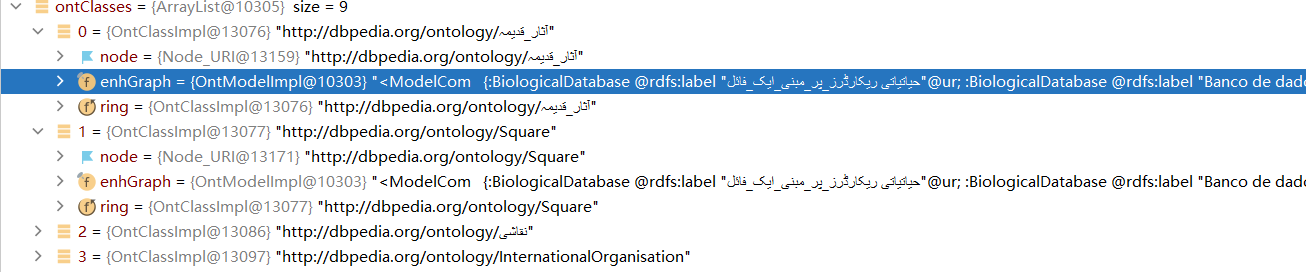 ontClasses = {ArrayList@10305} size = 9
0 = {OntClassImpl@13076} "http://dbpedia.org/ontology/آثار_قدیمہ"
node = {Node_URI@13159} "http://dbpedia.org/ontology/آثار_قدیمہ"
enhGraph = {OntModelImpl@10303} "<ModelCom {:BiologicalDatabase @rdfs:label "حیاتیاتی ریکارڈرز_پر_مبنی_ایک_فائل"@ur; :BiologicalDatabase @rdfs:label "Banco de dado
ring = {OntClassImpl@13076} "http://dbpedia.org/ontology/آثار_قدیمہ"
1 = {OntClassImpl@13077} "http://dbpedia.org/ontology/Square"
node = {Node_URI@13171} "http://dbpedia.org/ontology/Square"
enhGraph = {OntModelImpl@10303} "<ModelCom {:BiologicalDatabase @rdfs:label "حیاتیاتی ریکارڈرز_پر_مبنی_ایک_فائل"@ur; :BiologicalDatabase @rdfs:label "Banco de dado
ring = {OntClassImpl@13077} "http://dbpedia.org/ontology/Square"
2 = {OntClassImpl@13086} "http://dbpedia.org/ontology/نقاشی"
3 = {OntClassImpl@13097} "http://dbpedia.org/ontology/InternationalOrganisation"